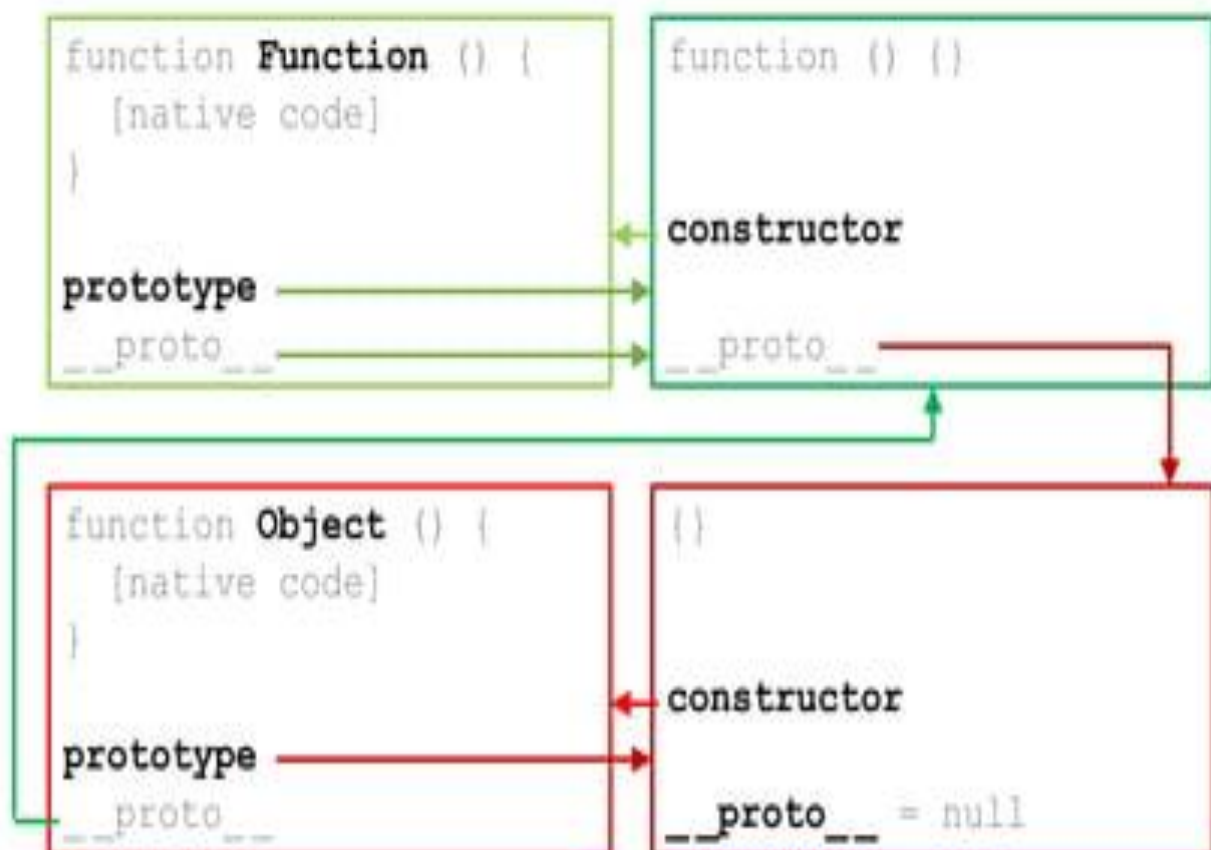 function Function () {
[native code]
}
prototype
__proto__
function () {}
constructor
__proto__
function Object () {
[native code]
}
prototype
__proto__
{}
constructor
__proto__ = null